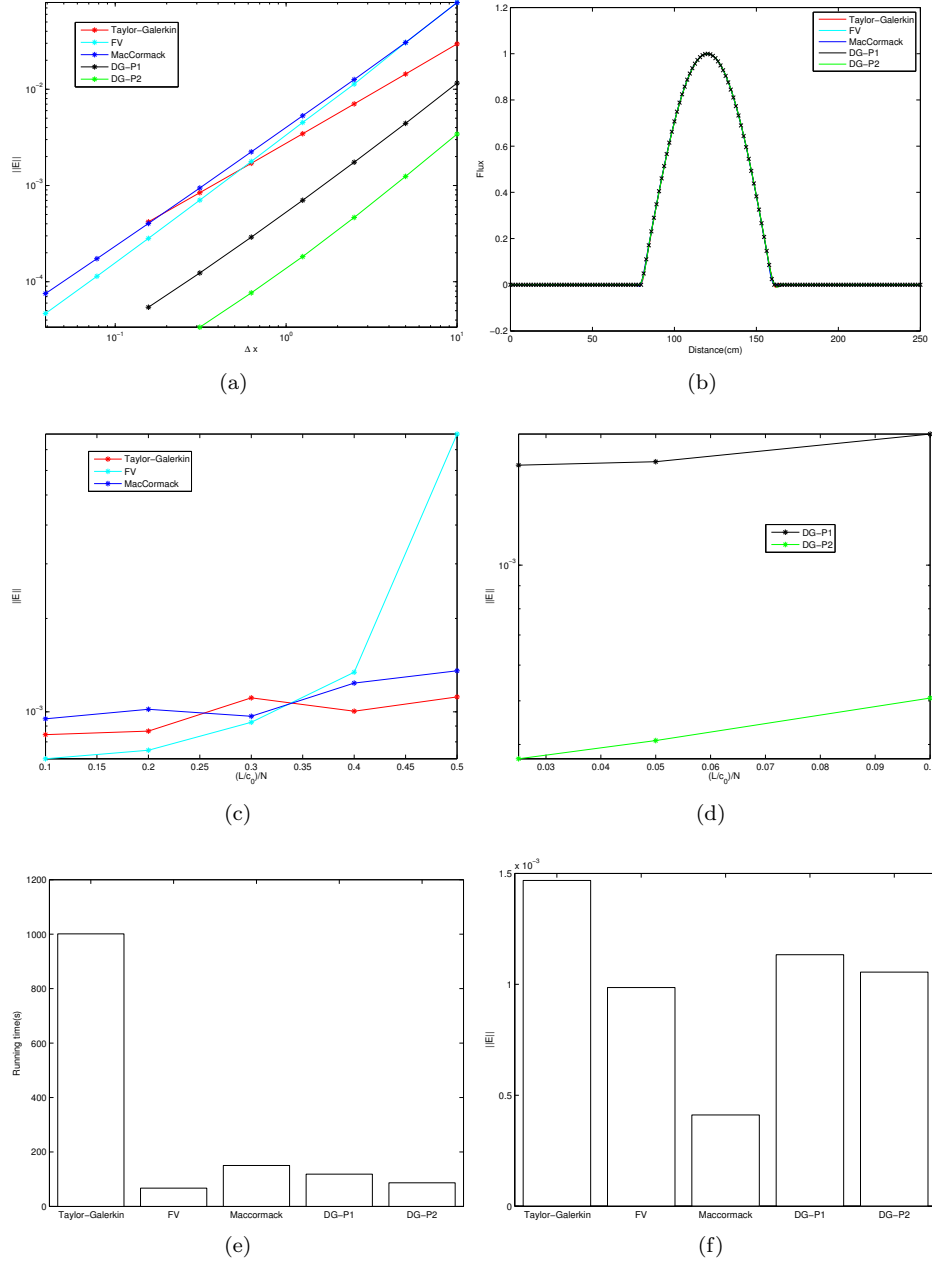 Taylor−Galerkin
FV
MacCormack
DG−P1
DG−P2
10⁻²
10⁻³
10⁻⁴
||E||
10⁻¹
10⁰
10¹
Δ x
(a)
Taylor−Galerkin
FV
MacCormack
DG−P1
DG−P2
1.4
1.2
1
0.8
0.6
0.4
0.2
0
−0.2
Flux
0
50
100
150
200
250
Distance(cm)
(b)
Taylor−Galerkin
FV
MacCormack
||E||
10⁻³
0.1
0.15
0.2
0.25
0.3
0.35
0.4
0.45
0.5
(L/c₀)/N
(c)
DG−P1
DG−P2
10⁻³
||E||
0.03
0.04
0.05
0.06
0.07
0.08
0.09
0.1
(L/c₀)/N
(d)
1200
1000
800
600
400
200
0
Running time(s)
Taylor−Galerkin
FV
Maccormack
DG−P1
DG−P2
(e)
x 10⁻³
1.5
1
0.5
0
||E||
Taylor−Galerkin
FV
Maccormack
DG−P1
DG−P2
(f)